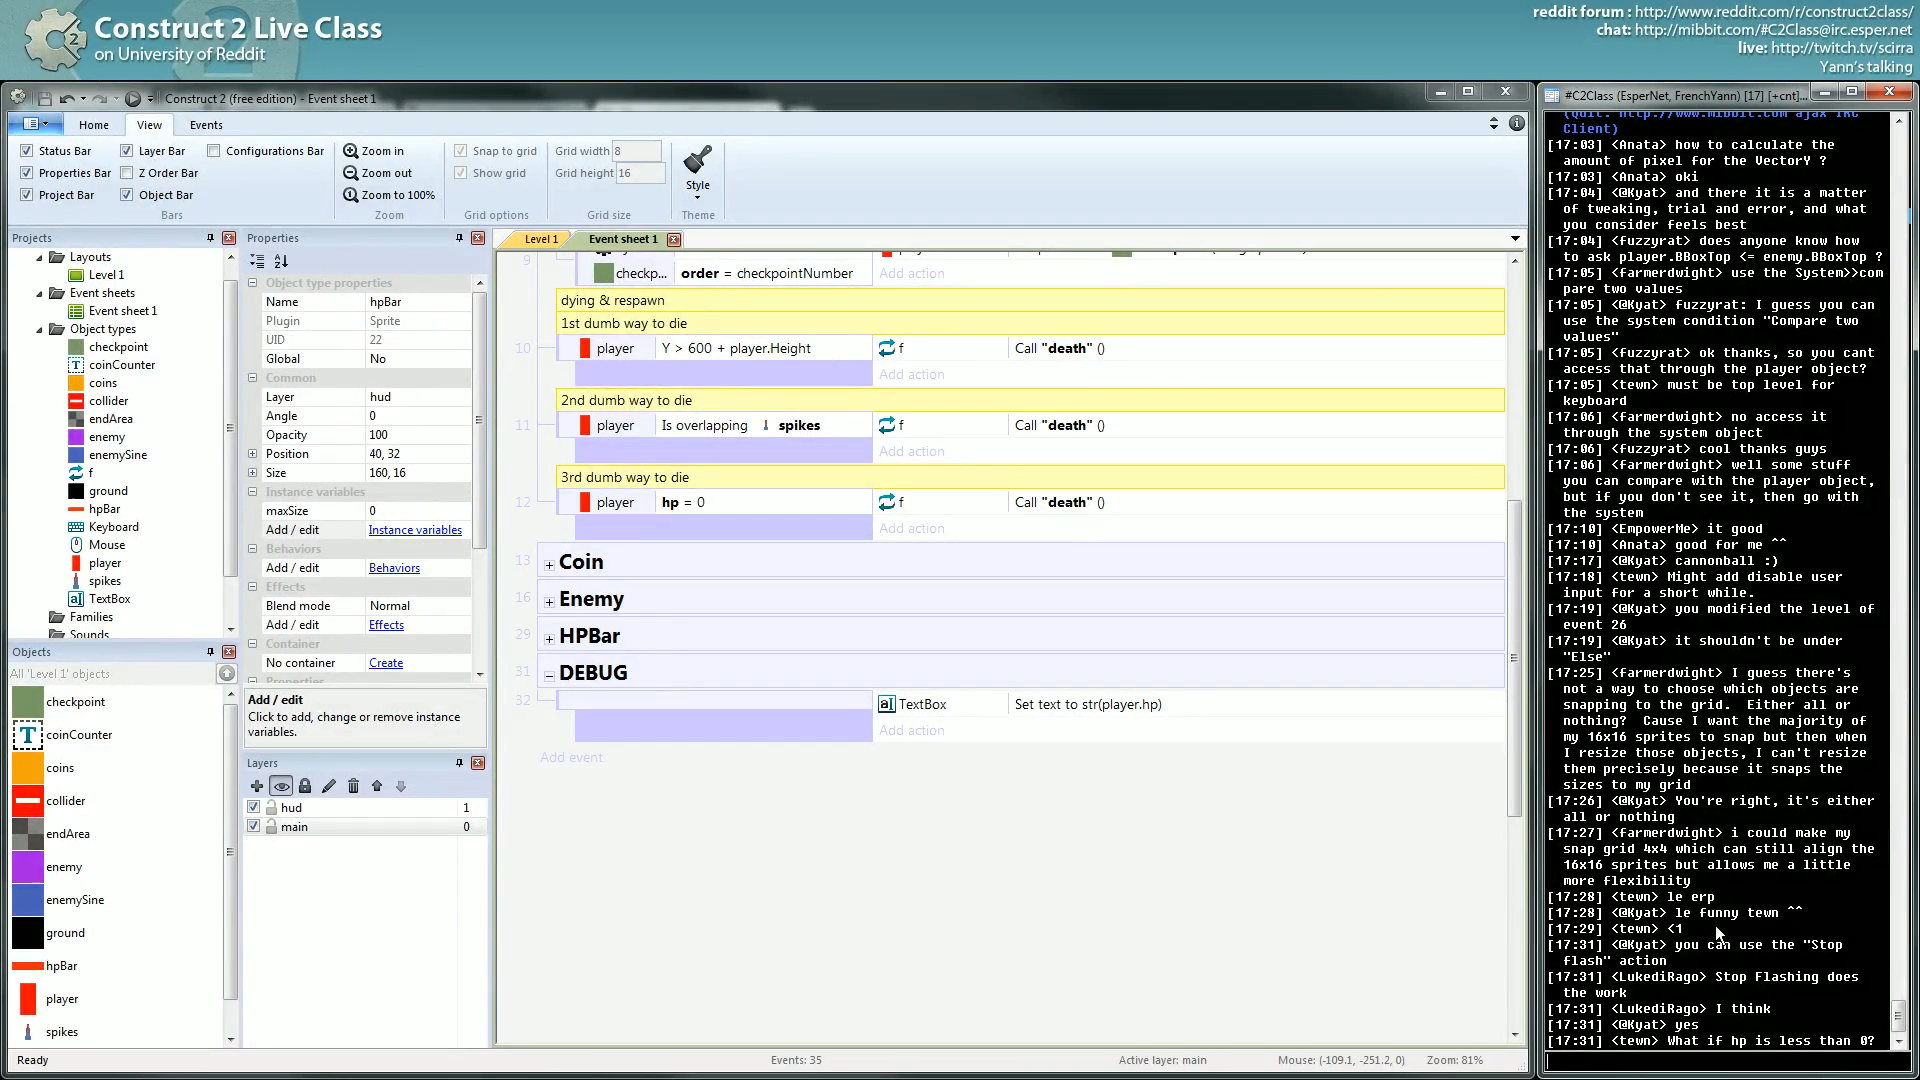 Construct 2 Live Class
on University of Reddit
reddit forum : http://www.reddit.com/r/construct2class/
chat: http://mibbit.com/#C2Class@irc.esper.net
live: http://twitch.tv/scirra
Yann's talking
Construct 2 (free edition) - Event sheet 1
Home View Events
Status Bar Layer Bar Configurations Bar
Properties Bar Z Order Bar
Project Bar Object Bar
Bars
Zoom in
Zoom out
Zoom to 100%
Zoom
Snap to grid
Show grid
Grid options
Grid width 8
Grid height 16
Grid size
Style
Theme
Projects
Layouts
Level 1
Event sheets
Event sheet 1
Object types
checkpoint
coinCounter
coins
collider
endArea
enemy
enemySine
f
ground
hpBar
Keyboard
Mouse
player
spikes
TextBox
Families
Sounds
Objects
All 'Level 1' objects
checkpoint
coinCounter
coins
collider
endArea
enemy
enemySine
ground
hpBar
player
spikes
Properties
Object type properties
Name hpBar
Plugin Sprite
UID 22
Global No
Common
Layer hud
Angle 0
Opacity 100
Position 40, 32
Size 160, 16
Instance variables
maxSize 0
Add / edit Instance variables
Behaviors
Add / edit Behaviors
Effects
Blend mode Normal
Add / edit Effects
Container
No container Create
Properties
Add / edit
Click to add, change or remove instance
variables.
Layers
hud 1
main 0
Level 1 Event sheet 1
9
checkp... order = checkpointNumber Add action
dying & respawn
1st dumb way to die
10 player Y > 600 + player.Height f Call "death" ()
Add action
2nd dumb way to die
11 player Is overlapping spikes f Call "death" ()
Add action
3rd dumb way to die
12 player hp = 0 f Call "death" ()
Add action
13 Coin
16 Enemy
29 HPBar
31 DEBUG
32 TextBox Set text to str(player.hp)
Add action
Add event
Ready Events: 35 Active layer: main Mouse: (-109.1, -251.2, 0) Zoom: 81%
#C2Class (EsperNet, FrenchYann) [17] [+cnt]...
(Quit: http://www.mibbit.com ajax IRC
Client)
[17:03] <Anata> how to calculate the
amount of pixel for the VectorY ?
[17:03] <Anata> oki
[17:04] <@Kyat> and there it is a matter
of tweaking, trial and error, and what
you consider feels best
[17:04] <fuzzyrat> does anyone know how
to ask player.BBoxTop <= enemy.BBoxTop ?
[17:05] <farmerdwight> use the System>>com
pare two values
[17:05] <@Kyat> fuzzyrat: I guess you can
use the system condition "Compare two
values"
[17:05] <fuzzyrat> ok thanks, so you cant
access that through the player object?
[17:05] <tewn> must be top level for
keyboard
[17:06] <farmerdwight> no access it
through the system object
[17:06] <fuzzyrat> cool thanks guys
[17:06] <farmerdwight> well some stuff
you can compare with the player object,
but if you don't see it, then go with
the system
[17:10] <EmpowerMe> it good
[17:10] <Anata> good for me ^^
[17:17] <@Kyat> cannonball :)
[17:18] <tewn> Might add disable user
input for a short while.
[17:19] <@Kyat> you modified the level of
event 26
[17:19] <@Kyat> it shouldn't be under
"Else"
[17:25] <farmerdwight> I guess there's
not a way to choose which objects are
snapping to the grid.  Either all or
nothing?  Cause I want the majority of
my 16x16 sprites to snap but then when
I resize those objects, I can't resize
them precisely because it snaps the
sizes to my grid
[17:26] <@Kyat> You're right, it's either
all or nothing
[17:27] <farmerdwight> i could make my
snap grid 4x4 which can still align the
16x16 sprites but allows me a little
more flexibility
[17:28] <tewn> le erp
[17:28] <@Kyat> le funny tewn ^^
[17:29] <tewn> <1
[17:31] <@Kyat> you can use the "Stop
flash" action
[17:31] <LukediRago> Stop Flashing does
the work
[17:31] <LukediRago> I think
[17:31] <@Kyat> yes
[17:31] <tewn> What if hp is less than 0?